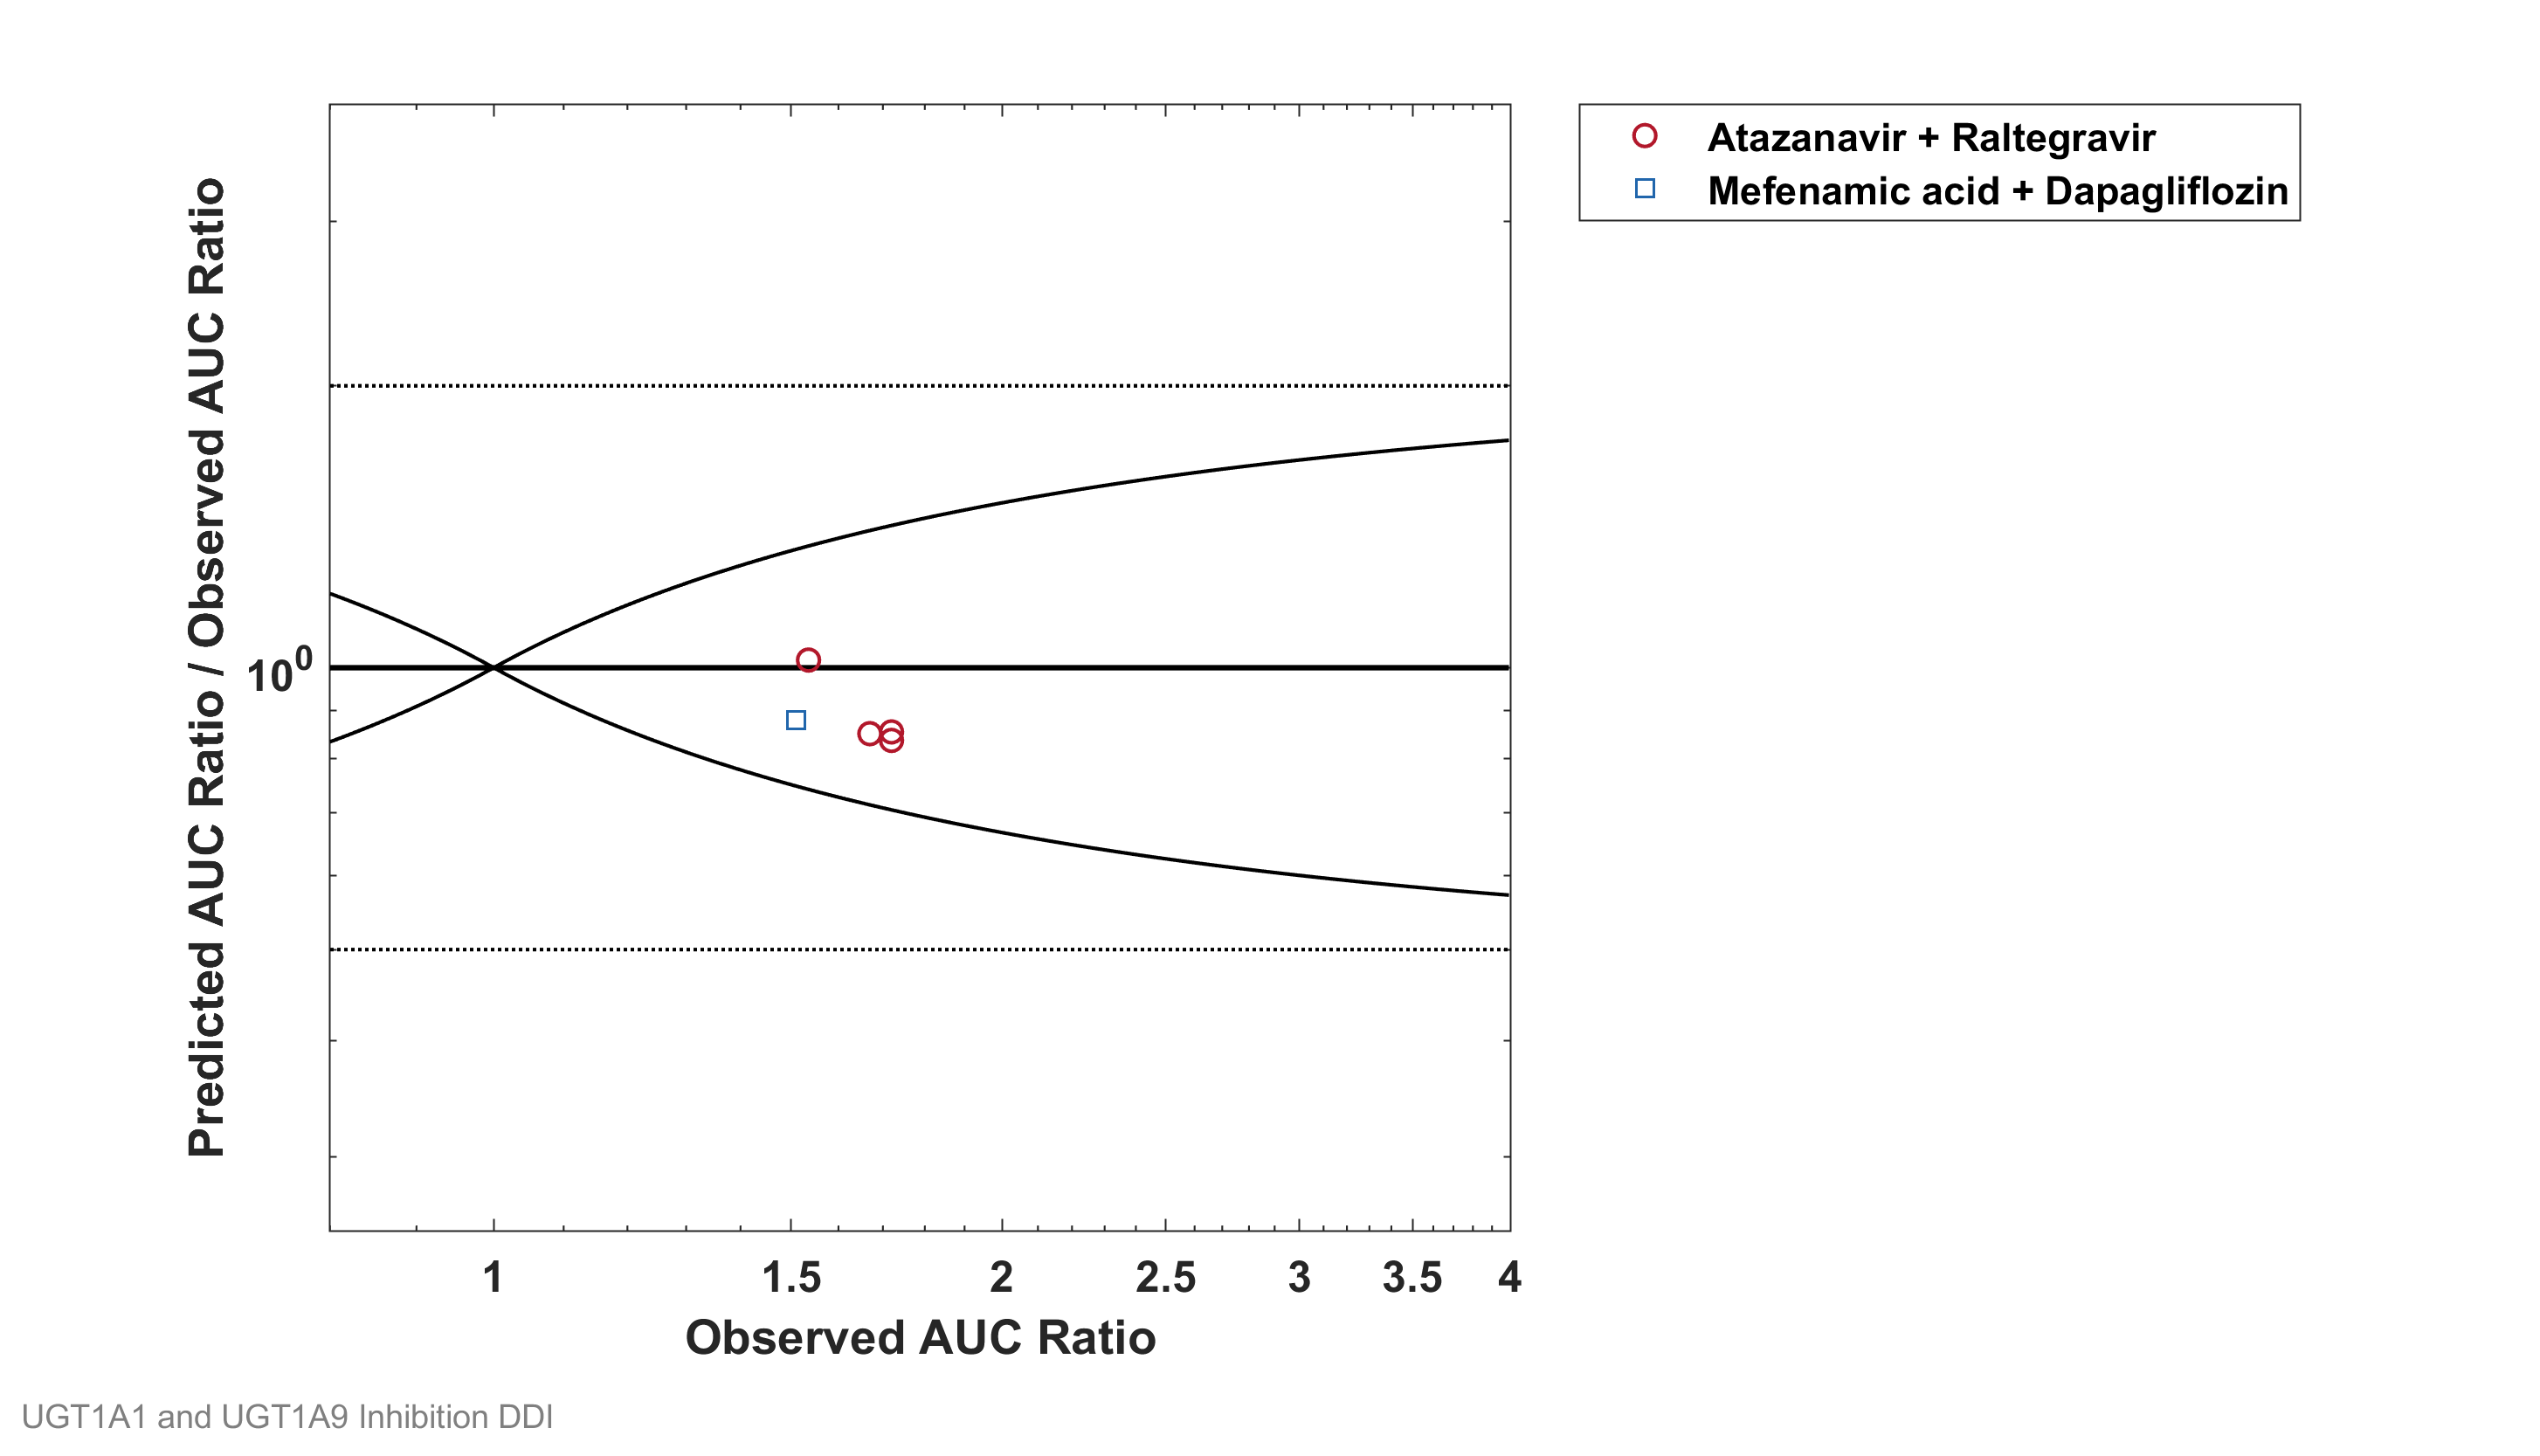 Predicted AUC Ratio / Observed AUC Ratio
10⁰
1 1.5 2 2.5 3 3.5 4
Observed AUC Ratio
Atazanavir + Raltegravir
Mefenamic acid + Dapagliflozin
UGT1A1 and UGT1A9 Inhibition DDI